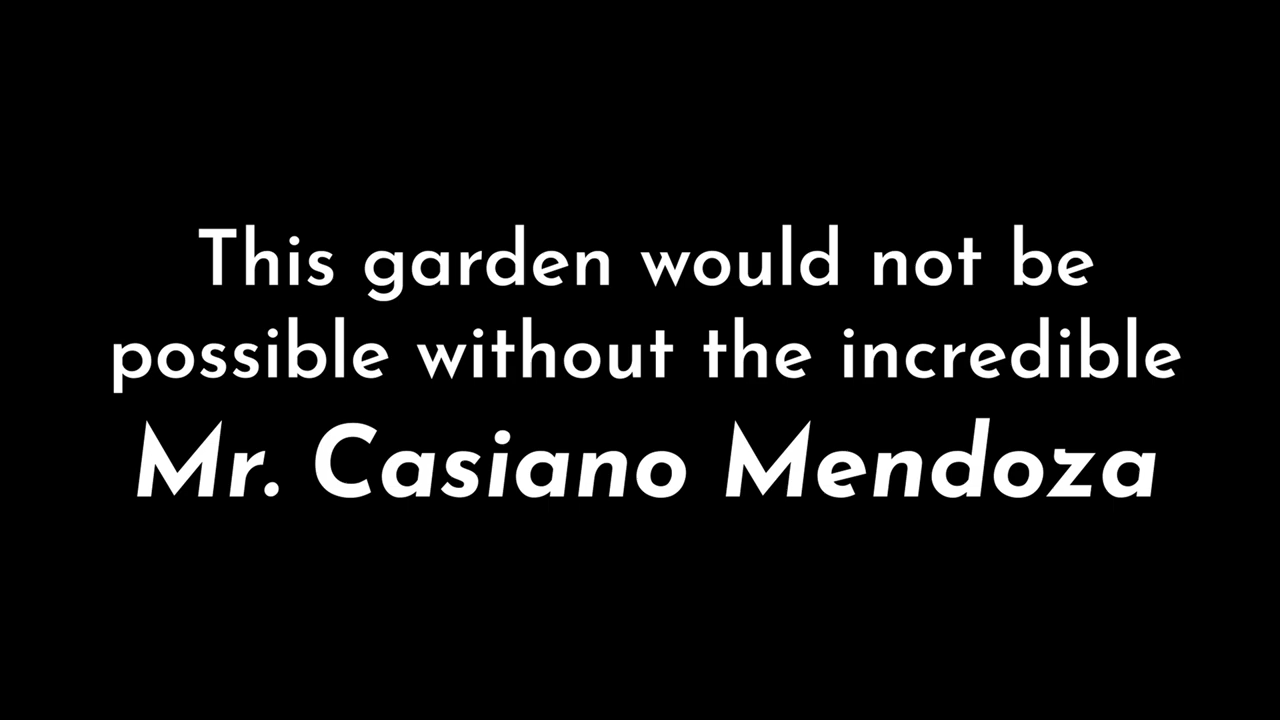 This garden would not be
possible without the incredible
Mr. Casiano Mendoza